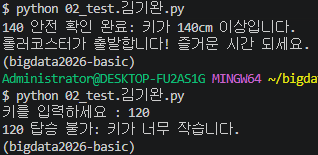 $ python 02_test.김기완.py
140 안전 확인 완료: 키가 140cm 이상입니다.
롤러코스터가 출발합니다! 즐거운 시간 되세요.
(bigdata2026-basic)
Administrator@DESKTOP-FU2AS1G MINGW64 ~/bigda
$ python 02_test.김기완.py
키를 입력하세요 : 120
120 탑승 불가: 키가 너무 작습니다.
(bigdata2026-basic)